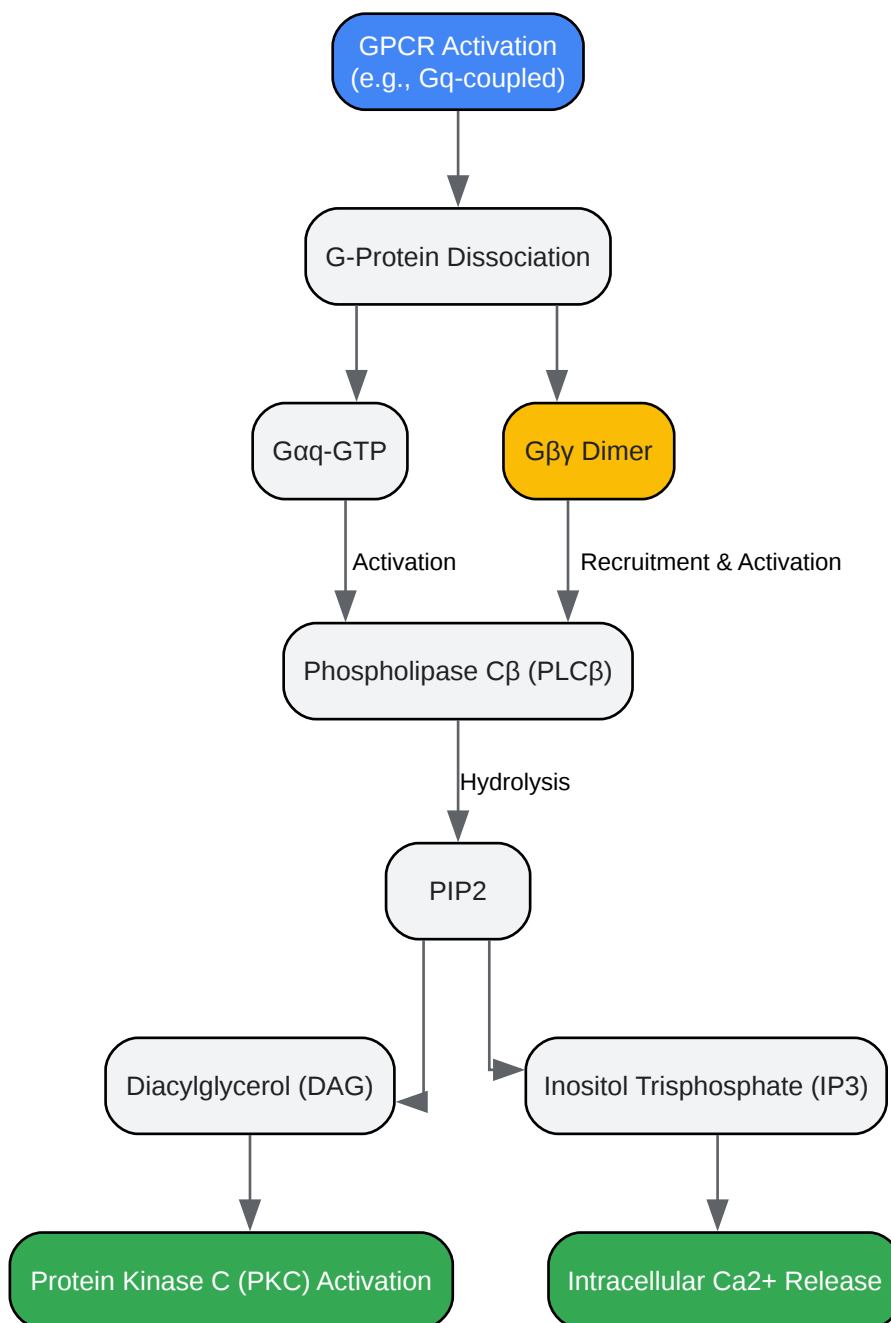 GPCR Activation
(e.g., Gq-coupled)
G-Protein Dissociation
Gαq-GTP
Gβγ Dimer
Activation
Recruitment & Activation
Phospholipase Cβ (PLCβ)
Hydrolysis
PIP2
Diacylglycerol (DAG)
Inositol Trisphosphate (IP3)
Protein Kinase C (PKC) Activation
Intracellular Ca2+ Release